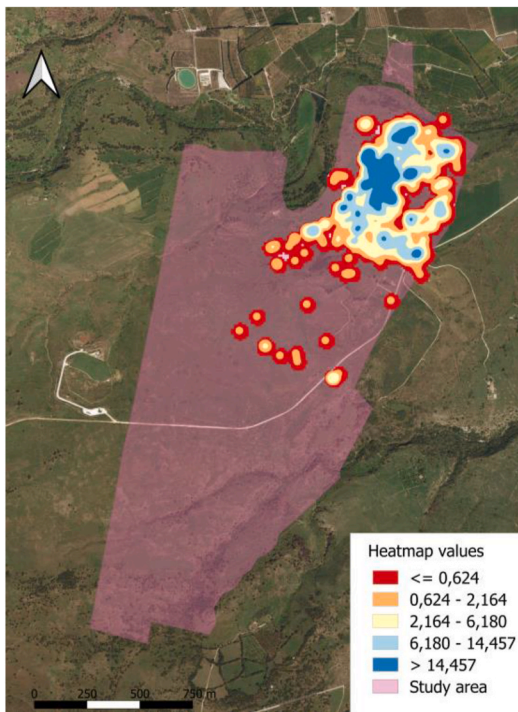 Heatmap values
<= 0,624
0,624 - 2,164
2,164 - 6,180
6,180 - 14,457
> 14,457
Study area
0 250 500 750 m